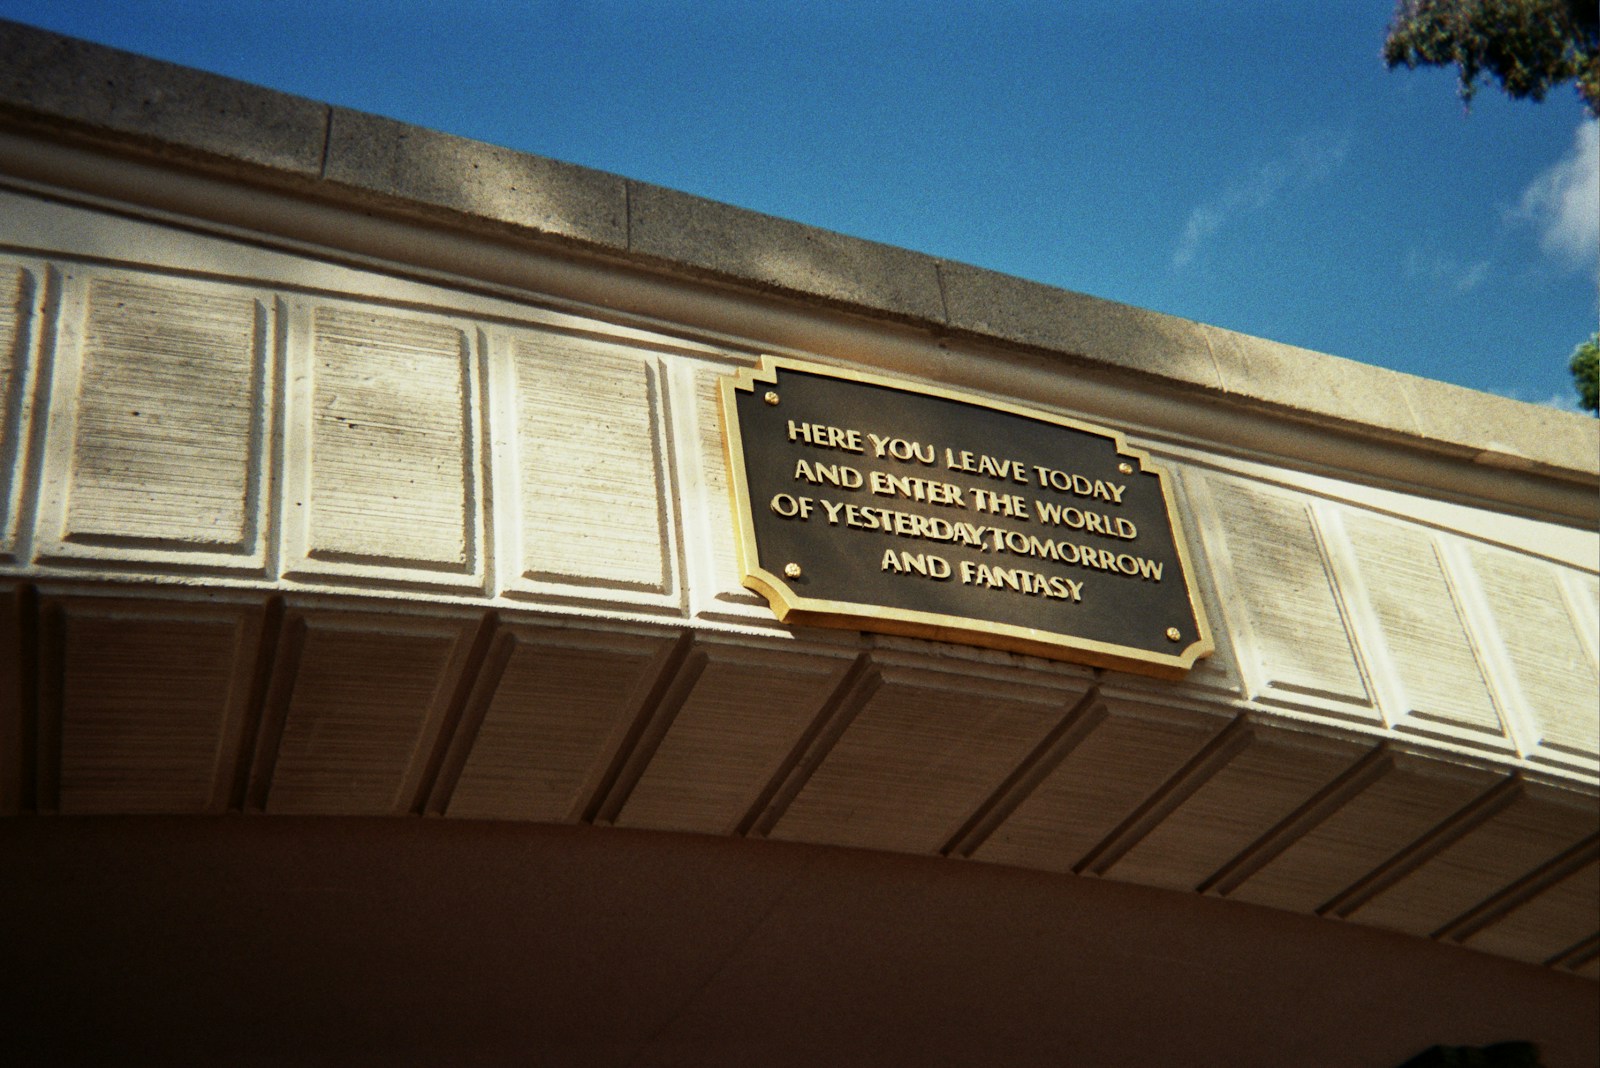 HERE YOU LEAVE TODAY
AND ENTER THE WORLD
OF YESTERDAY, TOMORROW
AND FANTASY